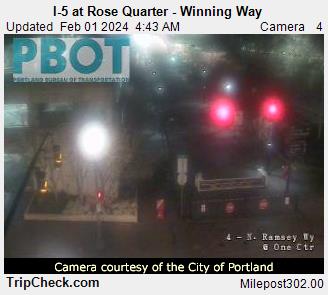 I-5 at Rose Quarter - Winning Way
Updated Feb 01 2024 4:43 AM Camera 4
PBOT
PORTLAND BUREAU OF TRANSPORTATION
4 - N. Ramsey Wy
@ One Ctr
Camera courtesy of the City of Portland
TripCheck.com Milepost302.00